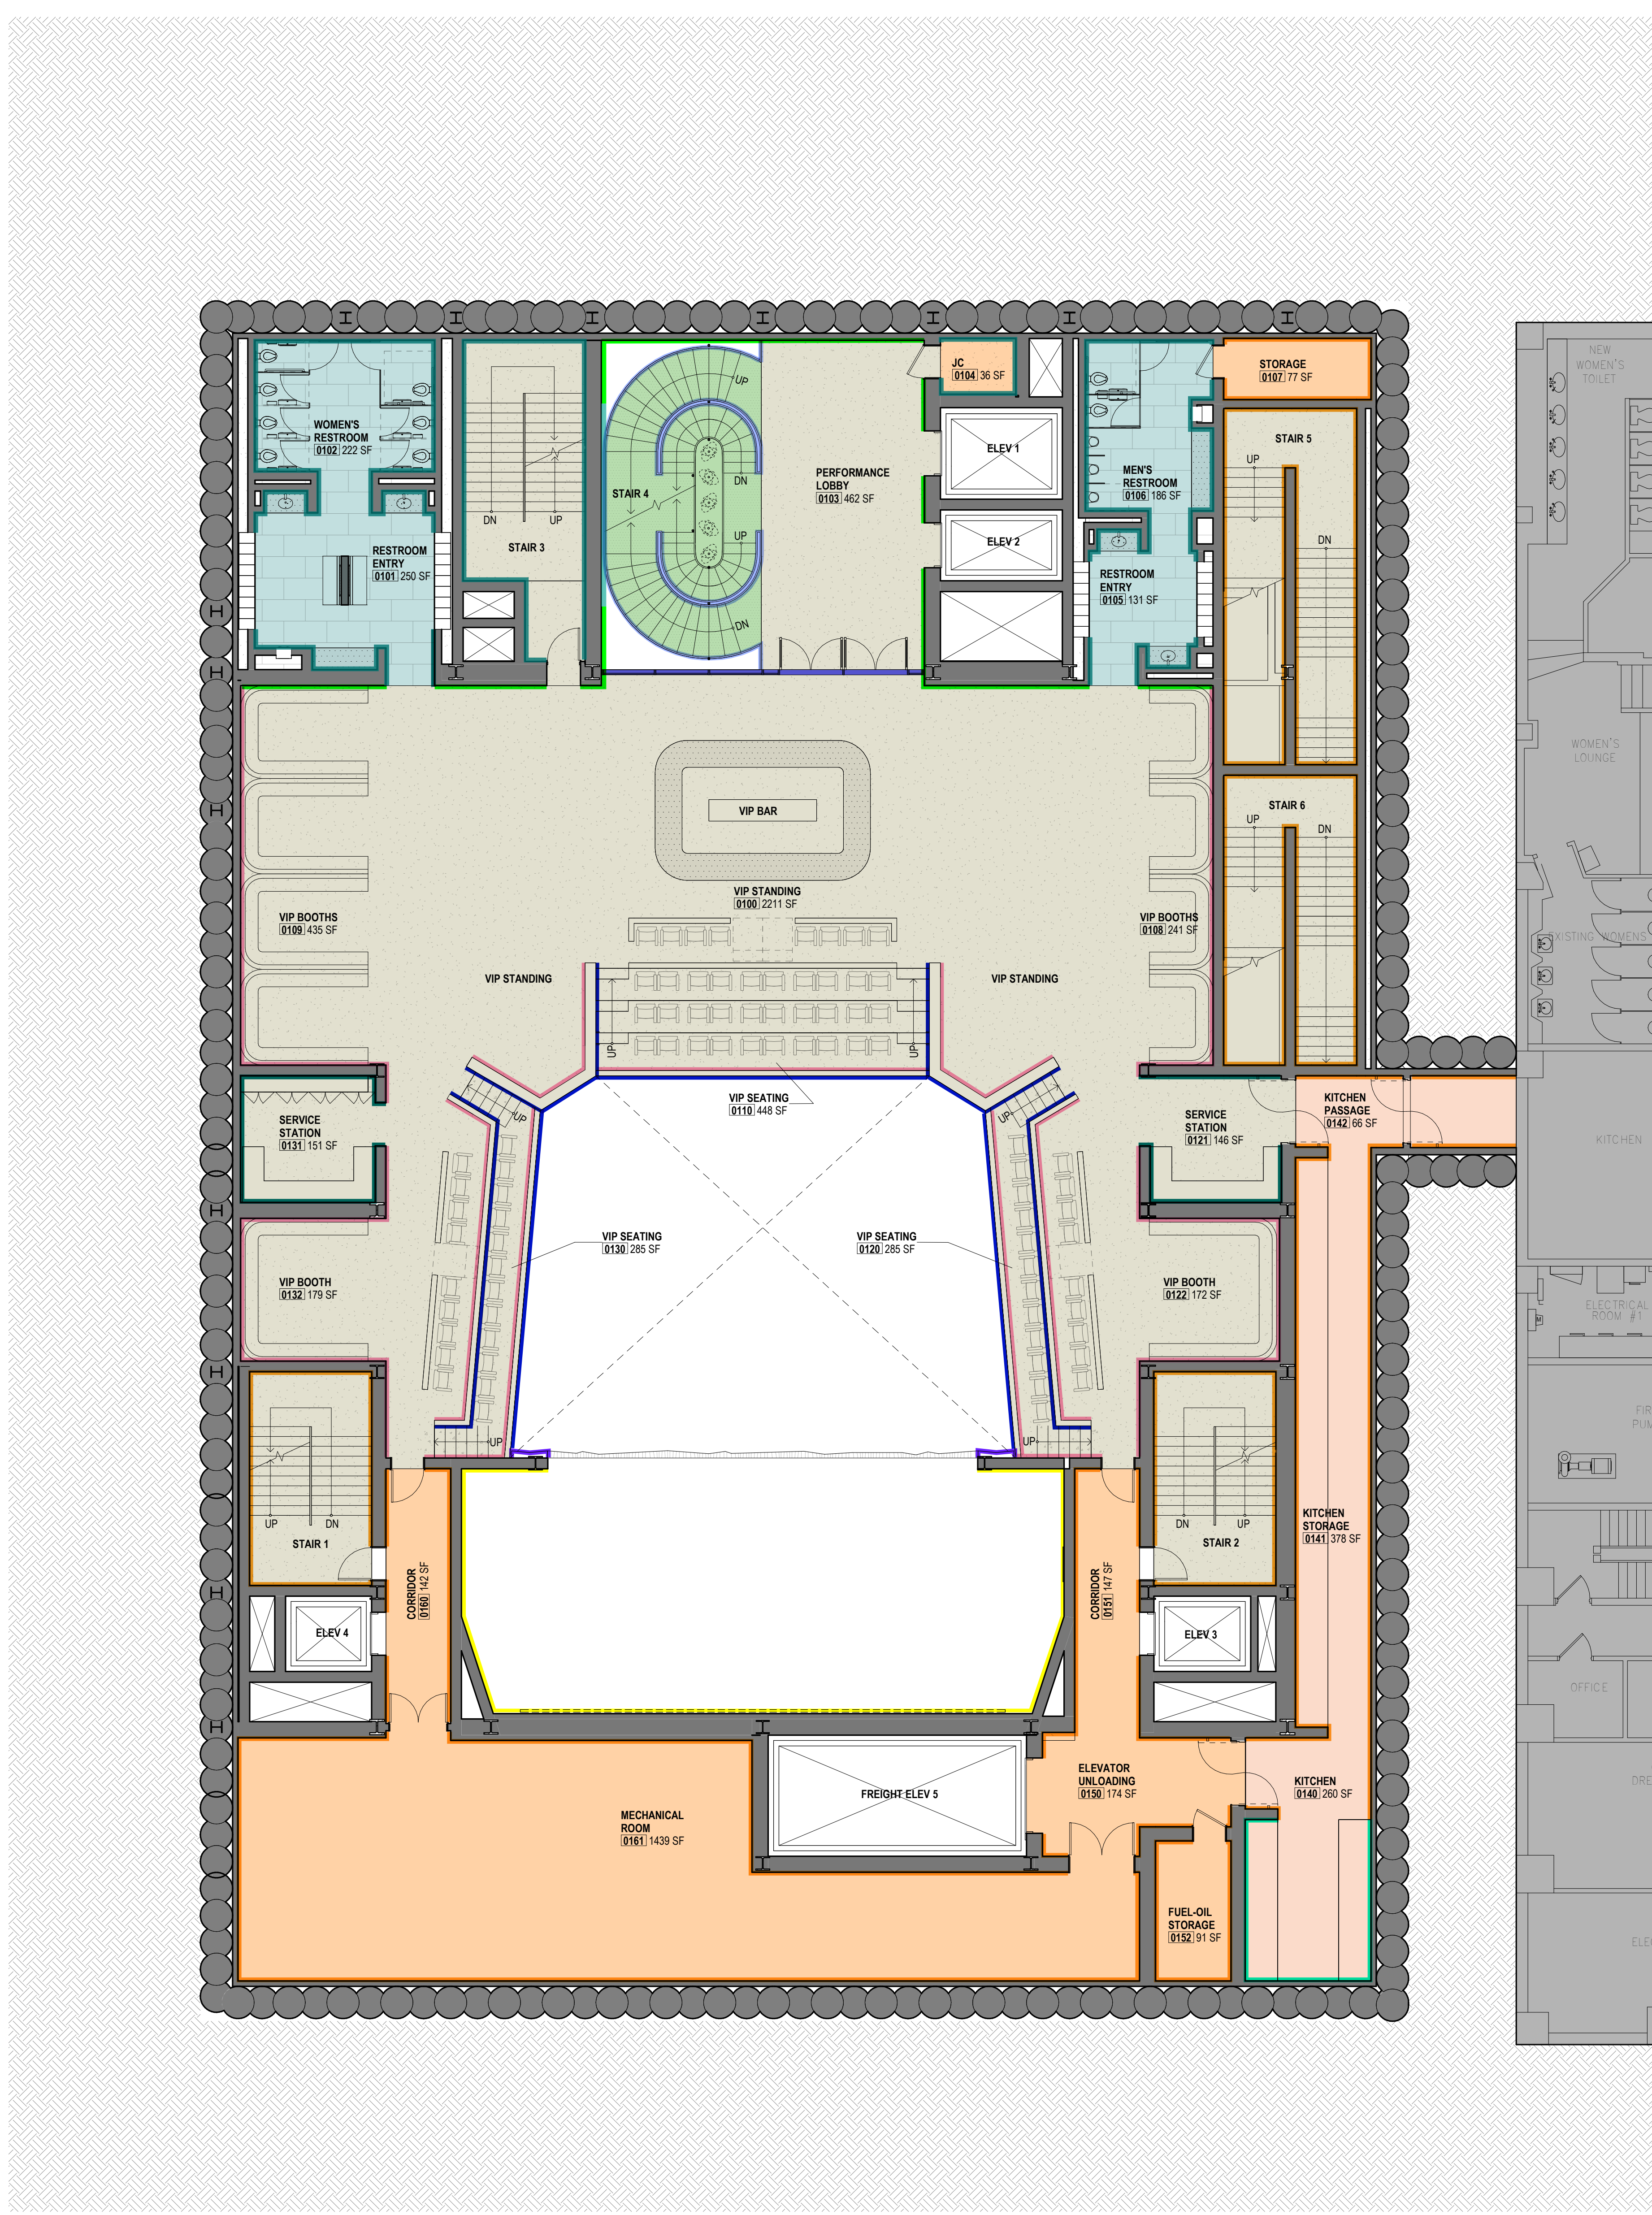 NEW
WOMEN'S
TOILET
JC
0104 36 SF
STORAGE
0107 77 SF
UP
WOMEN'S
RESTROOM
0102 222 SF
STAIR 5
ELEV 1
UP
PERFORMANCE
LOBBY
0103 462 SF
MEN'S
RESTROOM
0106 186 SF
DN
STAIR 4
DN
UP
STAIR 3
UP
ELEV 2
DN
RESTROOM
ENTRY
0101 250 SF
RESTROOM
ENTRY
0105 131 SF
DN
WOMEN'S
LOUNGE
VIP BAR
STAIR 6
UP
DN
VIP STANDING
0100 2211 SF
VIP BOOTHS
0109 435 SF
VIP BOOTHS
0108 241 SF
EXISTING WOMENS
VIP STANDING
VIP STANDING
UP
UP
VIP SEATING
0110 448 SF
UP
UP
SERVICE
STATION
0131 151 SF
SERVICE
STATION
0121 146 SF
KITCHEN
PASSAGE
0142 66 SF
KITCHEN
VIP SEATING
0130 285 SF
VIP SEATING
0120 285 SF
VIP BOOTH
0132 179 SF
VIP BOOTH
0122 172 SF
ELECTRICAL
ROOM #1
M
UP
UP
UP
DN
STAIR 1
DN
UP
STAIR 2
KITCHEN
STORAGE
0141 378 SF
CORRIDOR
0160 142 SF
CORRIDOR
0151 147 SF
ELEV 4
ELEV 3
OFFICE
MECHANICAL
ROOM
0161 1439 SF
FREIGHT ELEV 5
ELEVATOR
UNLOADING
0150 174 SF
KITCHEN
0140 260 SF
DRE
FUEL-OIL
STORAGE
0152 91 SF
ELE